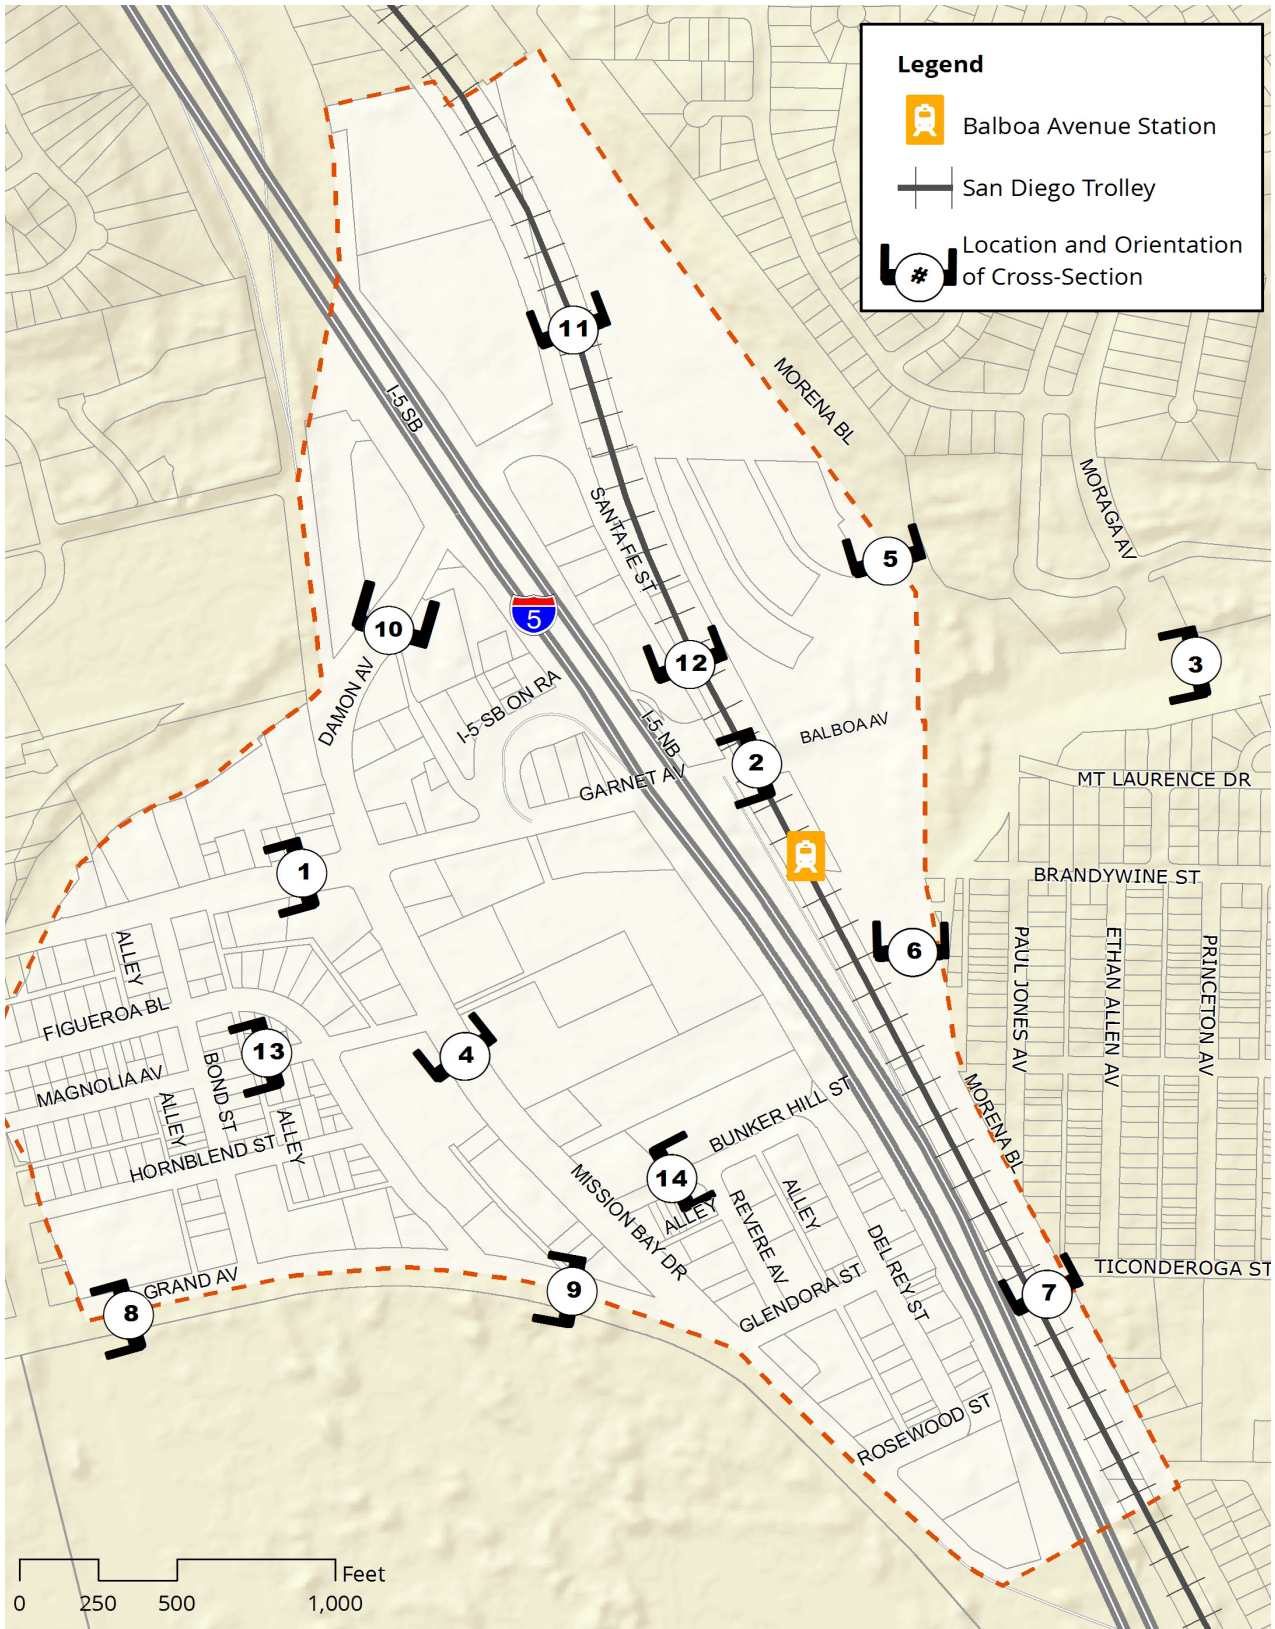 Legend
Balboa Avenue Station
San Diego Trolley
#
Location and Orientation
of Cross-Section
11
MORENA BL
I-5 SB
MORAGA AV
SANTA FE ST
5
5
10
12
3
DAMON AV
I-5 SB ON RA
I-5 NB
BALBOA AV
2
GARNET AV
MT LAURENCE DR
1
BRANDYWINE ST
ALLEY
6
PAUL JONES AV
ETHAN ALLEN AV
PRINCETON AV
FIGUEROA BL
13
4
MAGNOLIA AV
BOND ST
ALLEY
ALLEY
HORNBLEND ST
BUNKER HILL ST
MORENA BL
14
MISSION BAY DR
ALLEY
REVERE AV
ALLEY
DEL REY ST
GLENDORA ST
TICONDEROGA ST
GRAND AV
9
7
8
ROSEWOOD ST
Feet
0 250 500 1,000